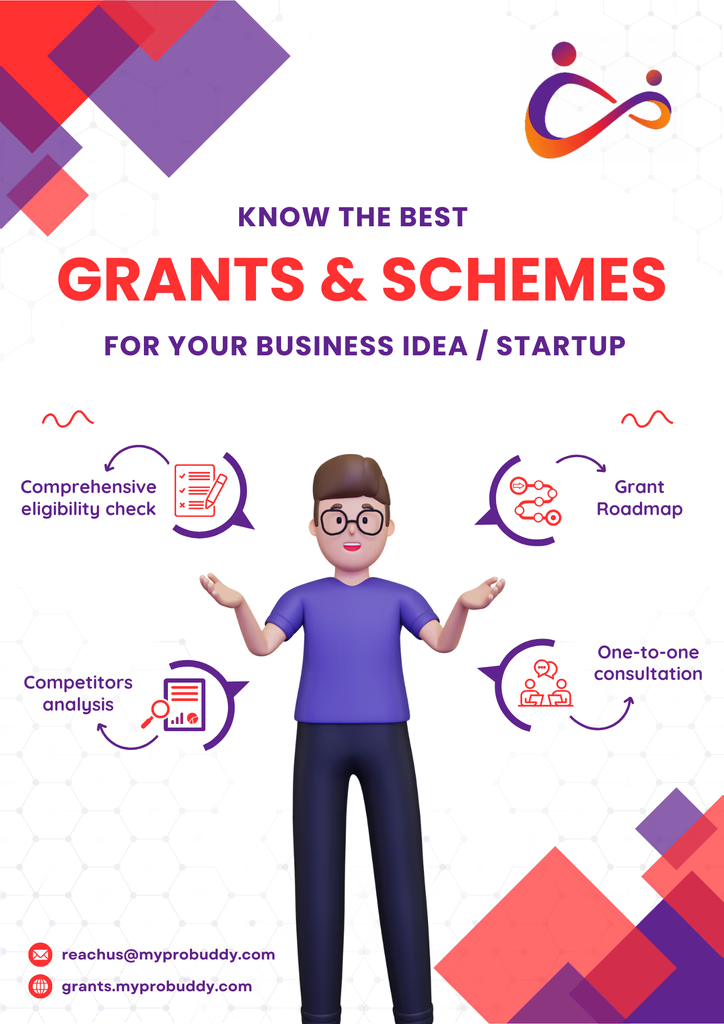 KNOW THE BEST
GRANTS & SCHEMES
FOR YOUR BUSINESS IDEA / STARTUP
Comprehensive
eligibility check
Grant
Roadmap
Competitors
analysis
One-to-one
consultation
reachus@myprobuddy.com
grants.myprobuddy.com